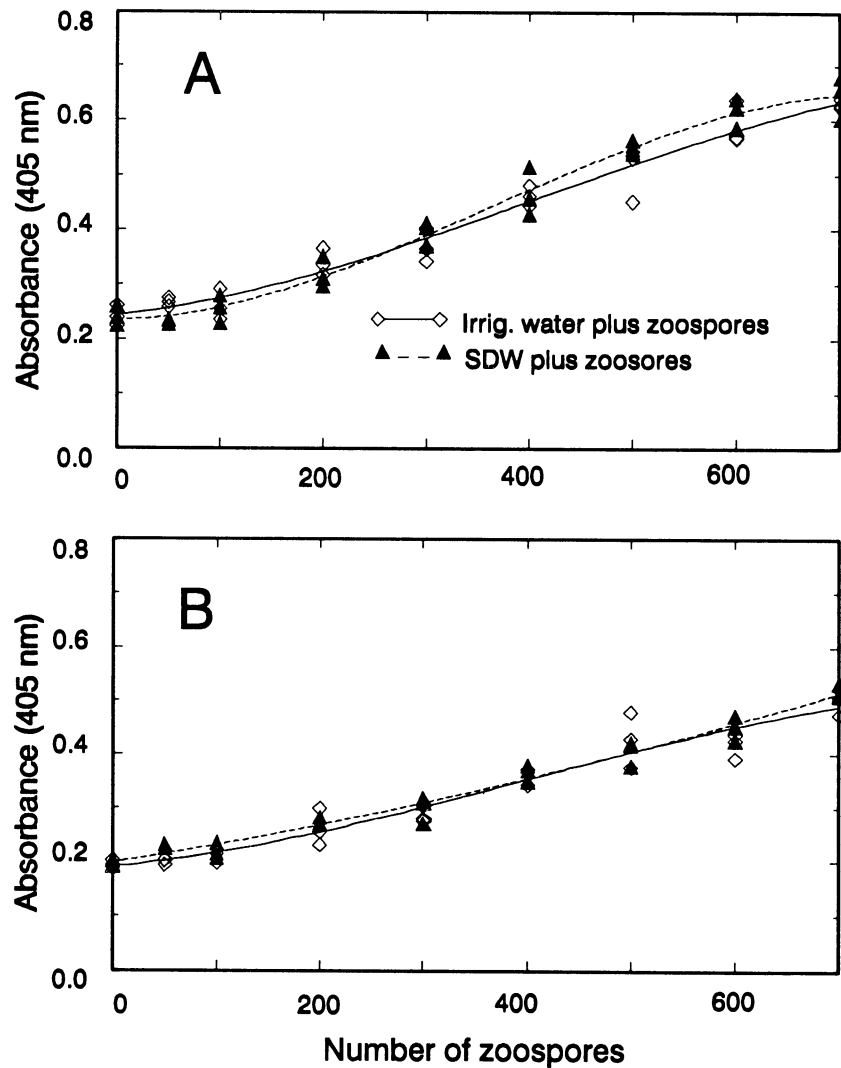 A
Absorbance (405 nm)
0.8
0.6
0.4
0.2
0.0
0 200 400 600
Irrig. water plus zoospores
SDW plus zoosores
B
Absorbance (405 nm)
0.8
0.6
0.4
0.2
0.0
0 200 400 600
Number of zoospores